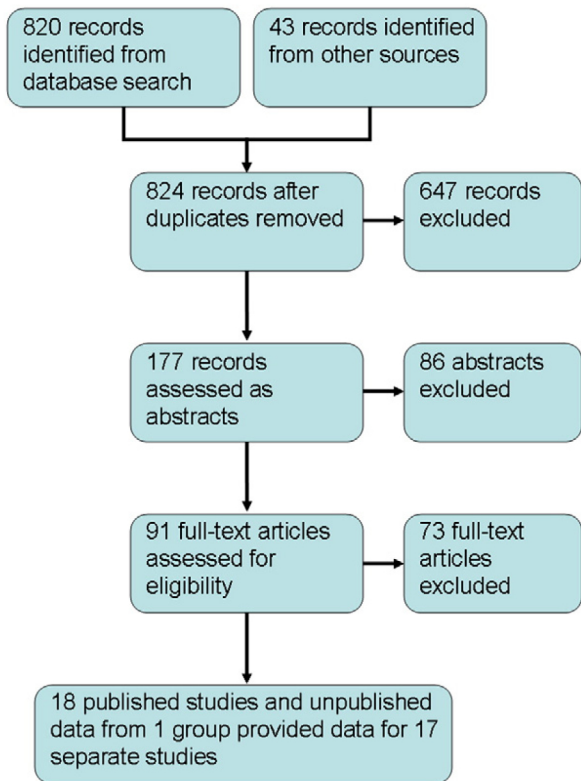 820 records
identified from
database search
43 records identified
from other sources
824 records after
duplicates removed
647 records
excluded
177 records
assessed as
abstracts
86 abstracts
excluded
91 full-text articles
assessed for
eligibility
73 full-text
articles
excluded
18 published studies and unpublished
data from 1 group provided data for 17
separate studies